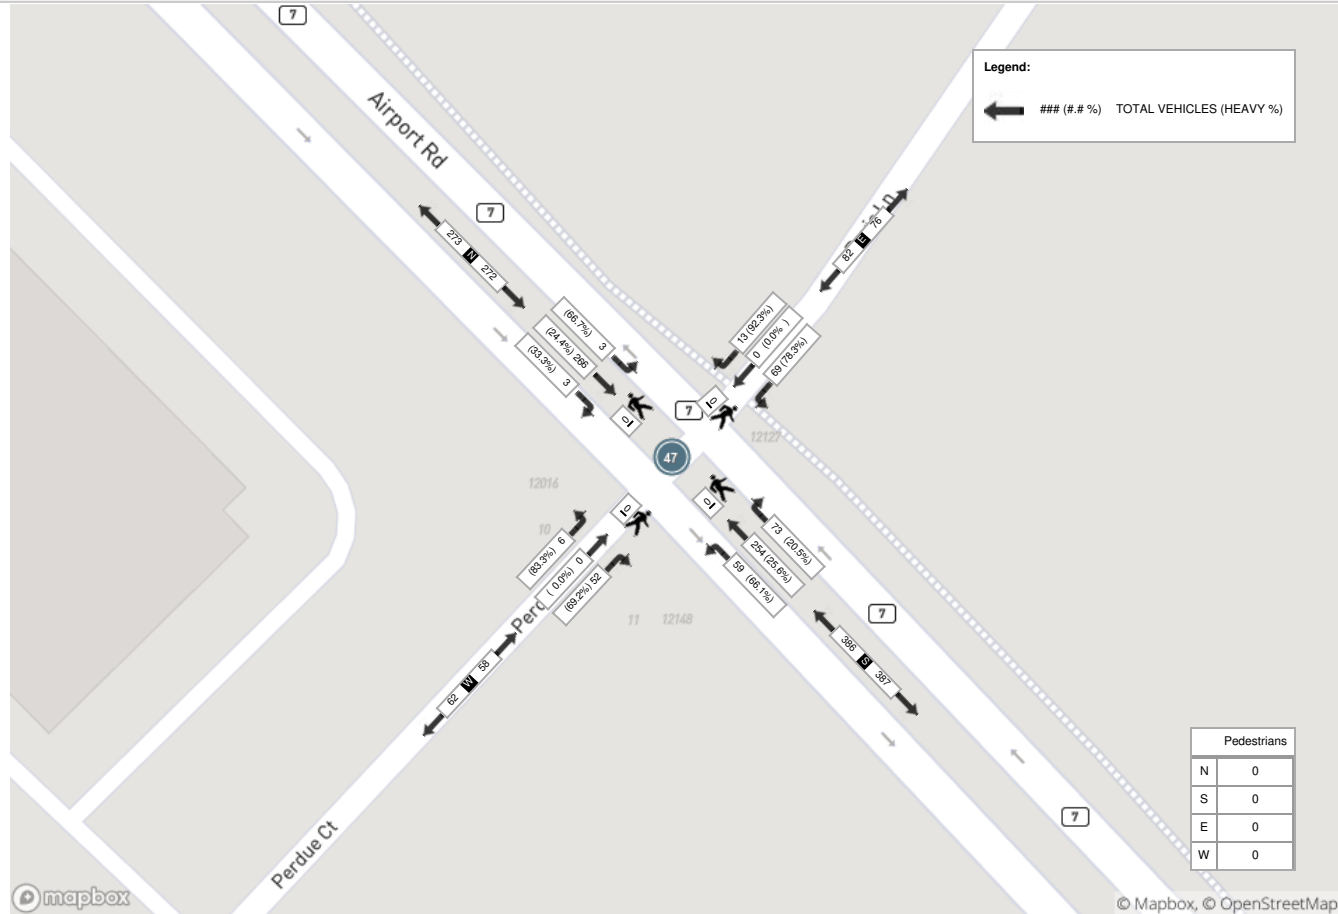 7
Legend:
### (#.# %) TOTAL VEHICLES (HEAVY %)
Airport Rd
7
273 N 272
82 E 76
(66.7%) 3
(24.4%) 266
(33.3%) 3
13 (92.3%)
0 (0.0% )
69 (78.3%)
0
0
7
12127
47
12016
10
0
0
(83.3%) 6
( 0.0%) 0
(69.2%) 52
73 (20.5%)
254 (25.6%)
59 (66.1%)
11 12148
7
386 S 387
62 W 58
Perdue Ct
7
Pedestrians
N 0
S 0
E 0
W 0
mapbox
© Mapbox, © OpenStreetMap